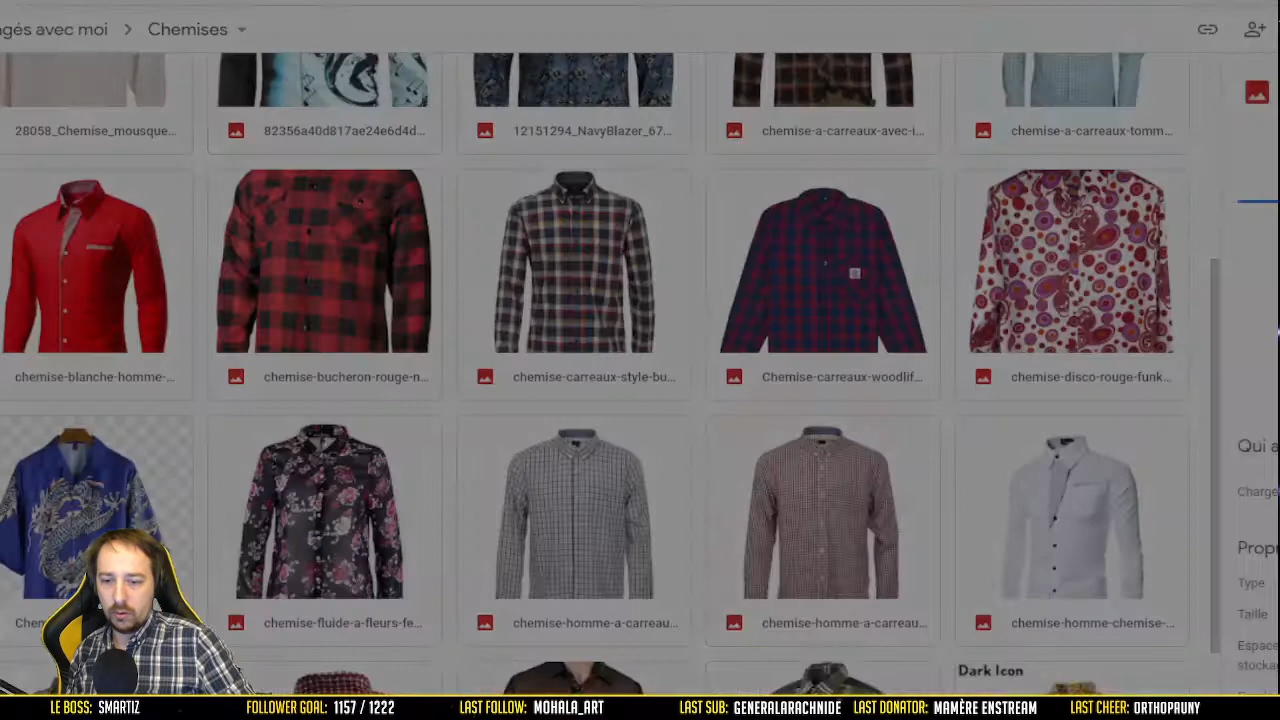 gés avec moi > Chemises
28058_Chemise_mousque...
82356a40d817ae24e6d4d...
12151294_NavyBlazer_67...
chemise-a-carreaux-avec-i...
chemise-a-carreaux-tomm...
chemise-blanche-homme-...
chemise-bucheron-rouge-n...
chemise-carreaux-style-bu...
Chemise-carreaux-woodlif...
chemise-disco-rouge-funk...
Qui a
Charge
Propr
Type
Taille
Espace
stocka
Chem
chemise-fluide-a-fleurs-fe...
chemise-homme-a-carreau...
chemise-homme-a-carreau...
chemise-homme-chemise-...
Dark Icon
LE BOSS: SMARTIZ
FOLLOWER GOAL: 1157 / 1222
LAST FOLLOW: MOHALA_ART
LAST SUB: GENERALARACHNIDE
LAST DONATOR: MAMÈRE ENSTREAM
LAST CHEER: ORTHOPAUNY